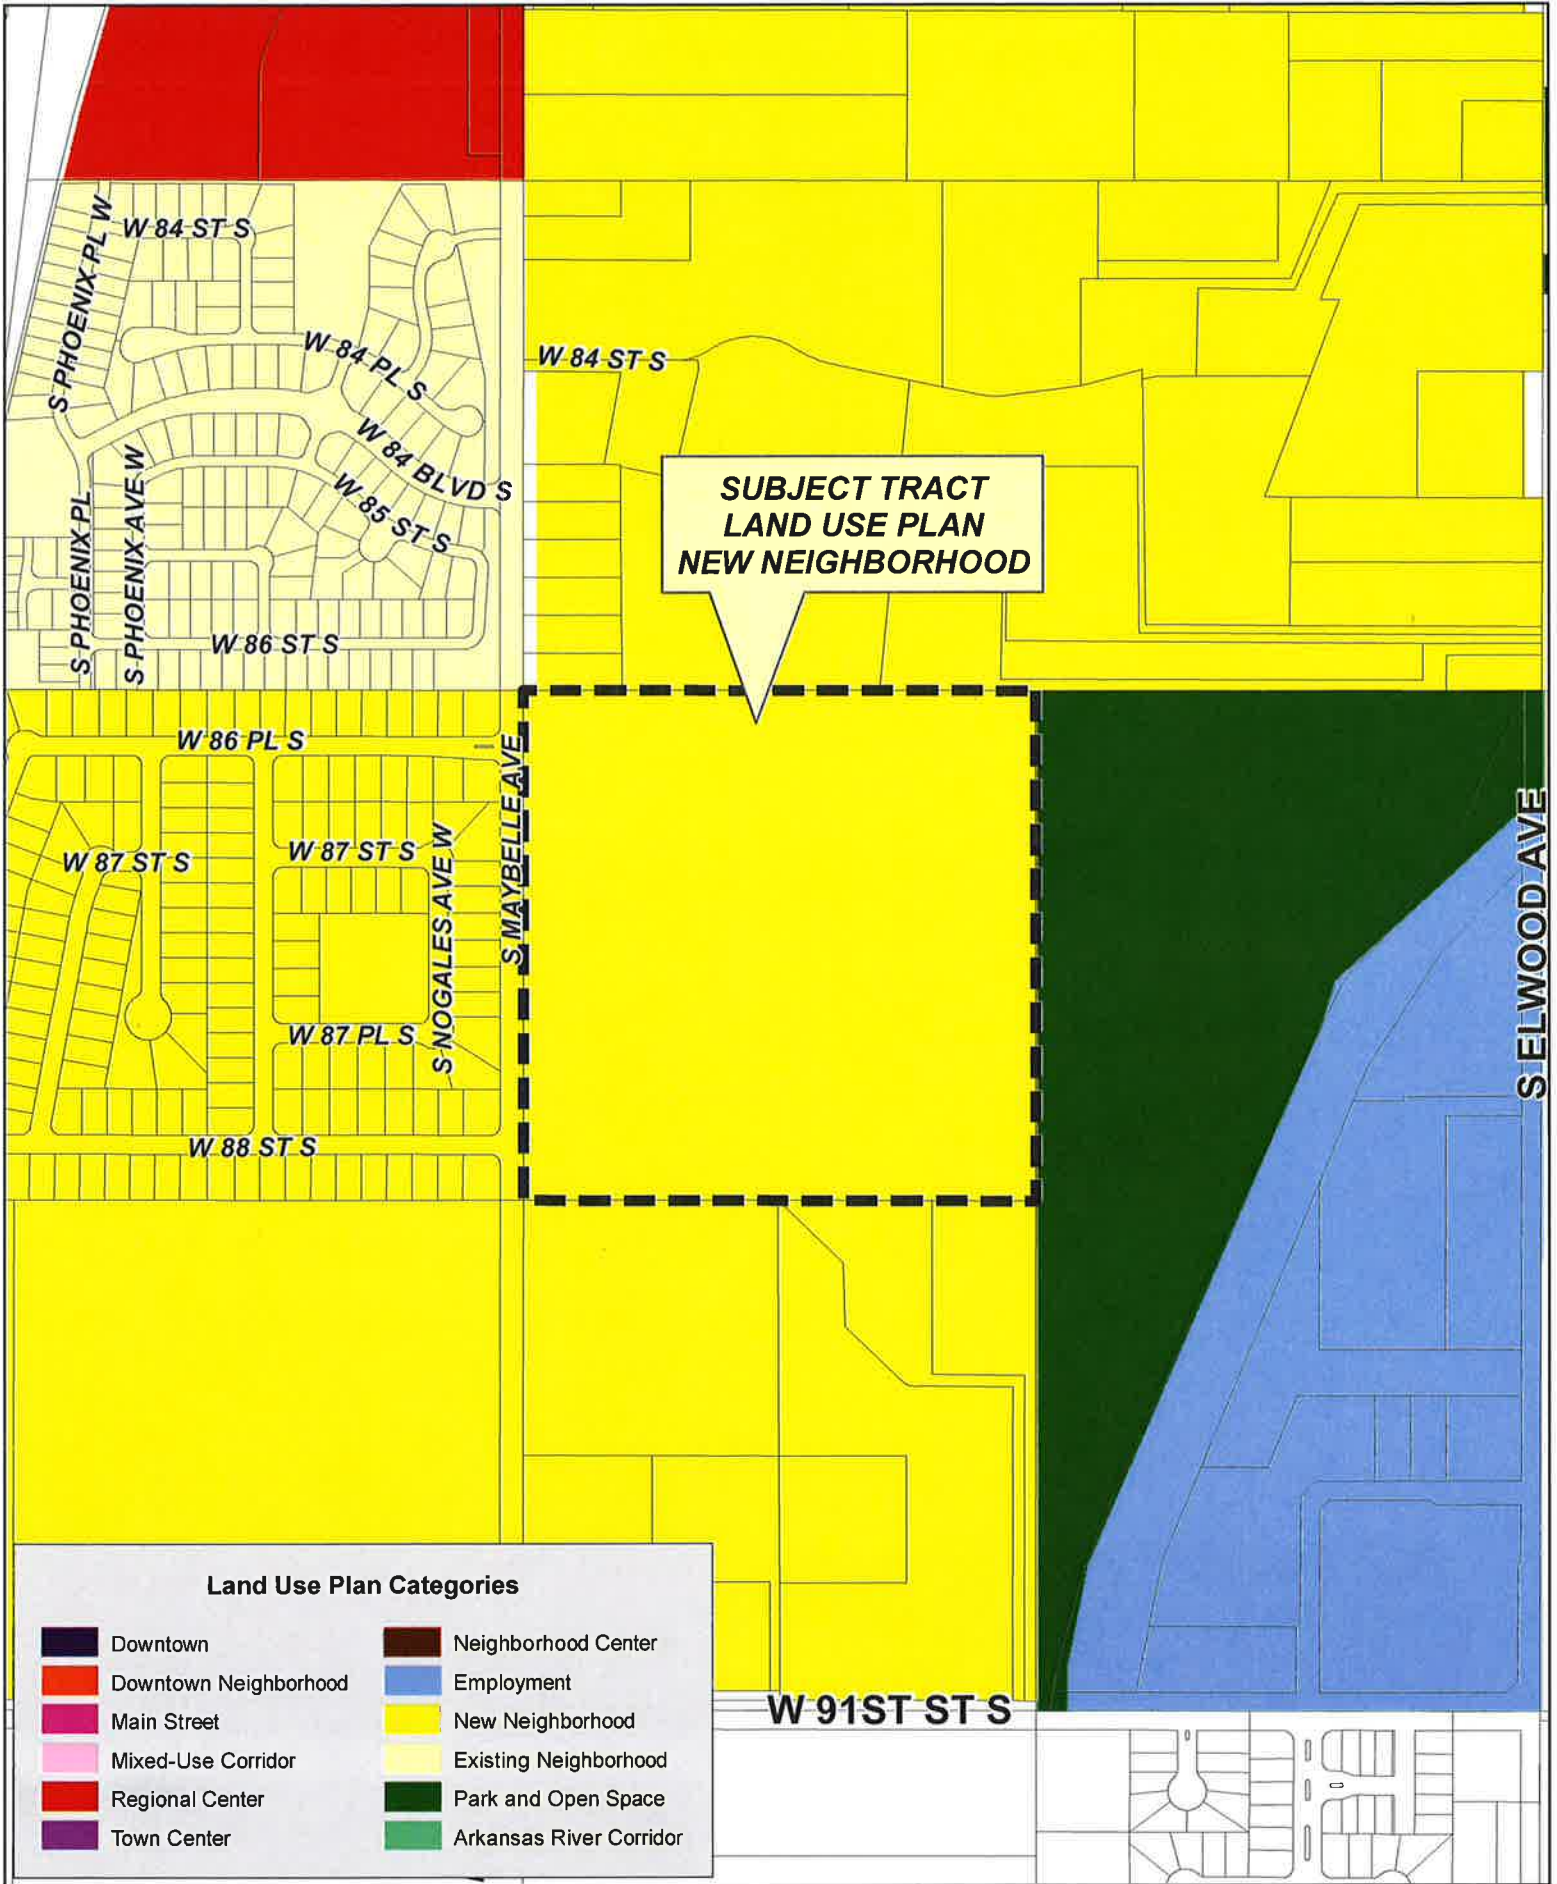 W 84 ST S
S PHOENIX PL W
W 84 PL S
W 84 ST S
W 84 BLVD S
S PHOENIX AVE W
S PHOENIX PL
W 85 ST S
SUBJECT TRACT
LAND USE PLAN
NEW NEIGHBORHOOD
W 86 ST S
W 86 PL S
S MAYBELLE AVE
W 87 ST S
W 87 ST S
S NOGALES AVE W
S ELWOOD AVE
W 87 PL S
W 88 ST S
Land Use Plan Categories
Downtown
Downtown Neighborhood
Main Street
Mixed-Use Corridor
Regional Center
Town Center
Neighborhood Center
Employment
New Neighborhood
Existing Neighborhood
Park and Open Space
Arkansas River Corridor
W 91ST ST S